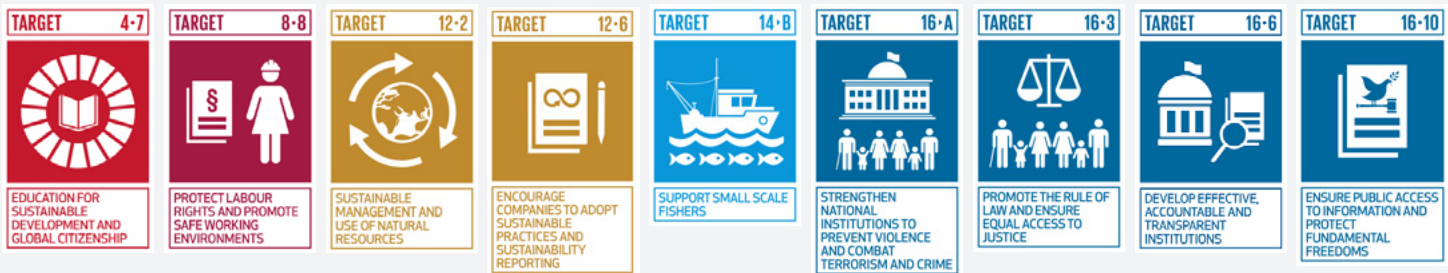 TARGET 4·7
EDUCATION FOR
SUSTAINABLE
DEVELOPMENT AND
GLOBAL CITIZENSHIP
TARGET 8·8
§
PROTECT LABOUR
RIGHTS AND PROMOTE
SAFE WORKING
ENVIRONMENTS
TARGET 12·2
SUSTAINABLE
MANAGEMENT AND
USE OF NATURAL
RESOURCES
TARGET 12·6
ENCOURAGE
COMPANIES TO ADOPT
SUSTAINABLE
PRACTICES AND
SUSTAINABILITY
REPORTING
TARGET 14·B
SUPPORT SMALL SCALE
FISHERS
TARGET 16·A
STRENGTHEN
NATIONAL
INSTITUTIONS TO
PREVENT VIOLENCE
AND COMBAT
TERRORISM AND CRIME
TARGET 16·3
PROMOTE THE RULE OF
LAW AND ENSURE
EQUAL ACCESS TO
JUSTICE
TARGET 16·6
DEVELOP EFFECTIVE,
ACCOUNTABLE AND
TRANSPARENT
INSTITUTIONS
TARGET 16·10
ENSURE PUBLIC ACCESS
TO INFORMATION AND
PROTECT
FUNDAMENTAL
FREEDOMS